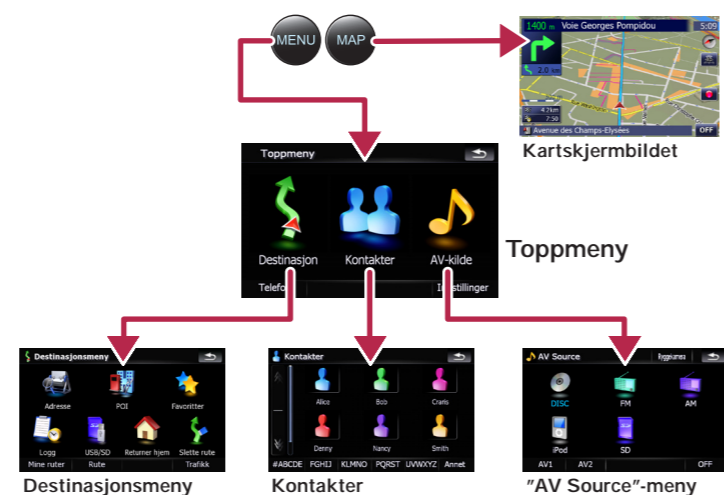 MENU MAP
1400 m Voie Georges Pompidou 5:09
2.0 km
4.7km
7:50
Avenue des Champs-Elysées OFF
Kartskjermbildet
Toppmeny
Destinasjon Kontakter AV-kilde
Toppmeny
Destinasjonsmeny
Adresse POI Favoritter
Logg USB/SD Returner hjem Slette rute
Mine ruter Rute Trafikk
Destinasjonsmeny
Kontakter
Alice Bob
Denny Nancy Smith
#ABCDE FGHIJ KLMNO PQRST UVWXYZ Annet
Kontakter
AV Source
DISC FM AM
iPod SD
AV1 AV2 OFF
"AV Source"-meny